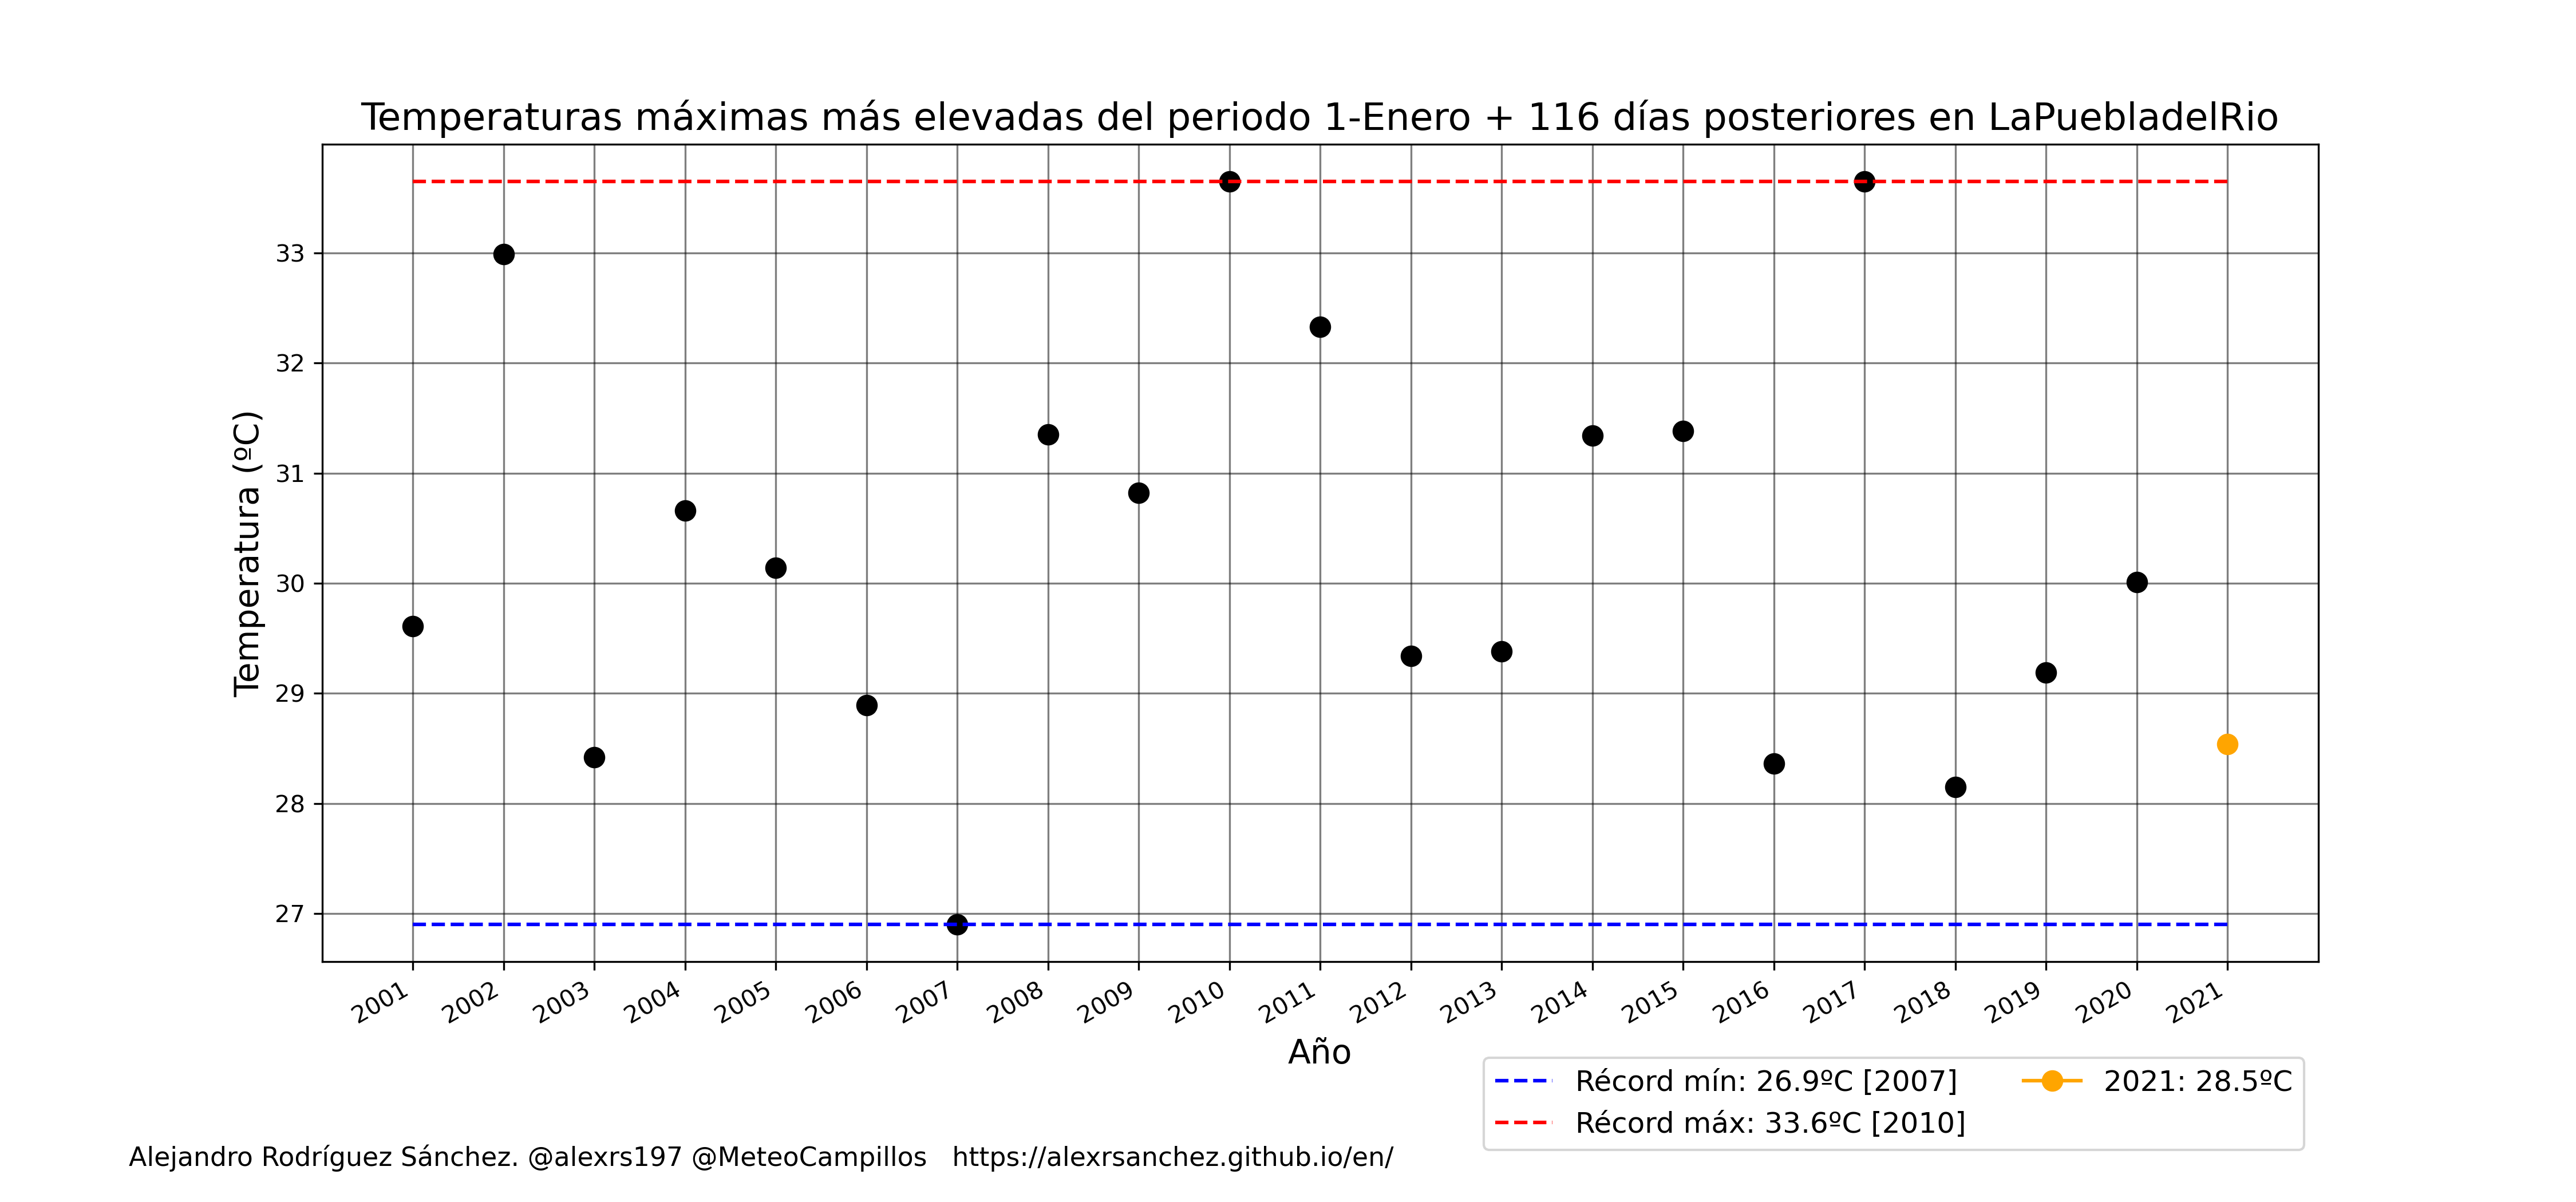 Temperaturas máximas más elevadas del periodo 1-Enero + 116 días posteriores en LaPuebladelRio
Temperatura (ºC)
33
32
31
30
29
28
27
2001 2002 2003 2004 2005 2006 2007 2008 2009 2010 2011 2012 2013 2014 2015 2016 2017 2018 2019 2020 2021
Año
Récord mín: 26.9ºC [2007]
Récord máx: 33.6ºC [2010]
2021: 28.5ºC
Alejandro Rodríguez Sánchez. @alexrs197 @MeteoCampillos https://alexrsanchez.github.io/en/